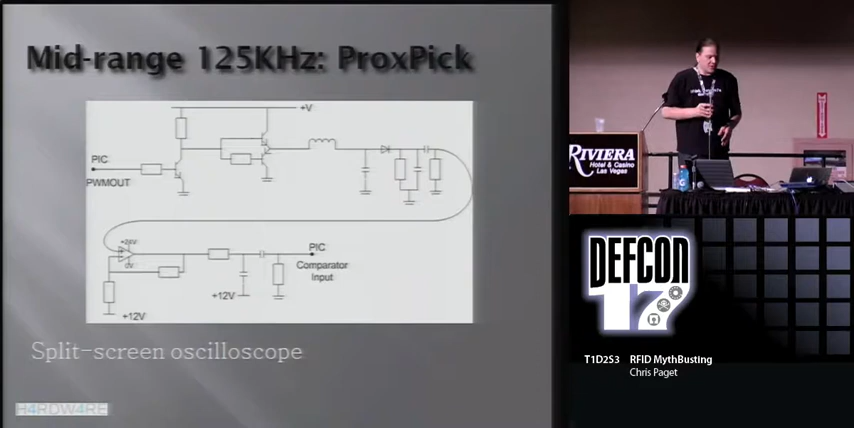 Mid-range 125KHz: ProxPick
+V
PIC
PWMOUT
+24V
0V
PIC
Comparator
Input
+12V
+12V
Split-screen oscilloscope
H4RDW4RE
RIVIERA
Hotel & Casino
Las Vegas
DEFCON
17
T1D2S3 RFID MythBusting
Chris Paget